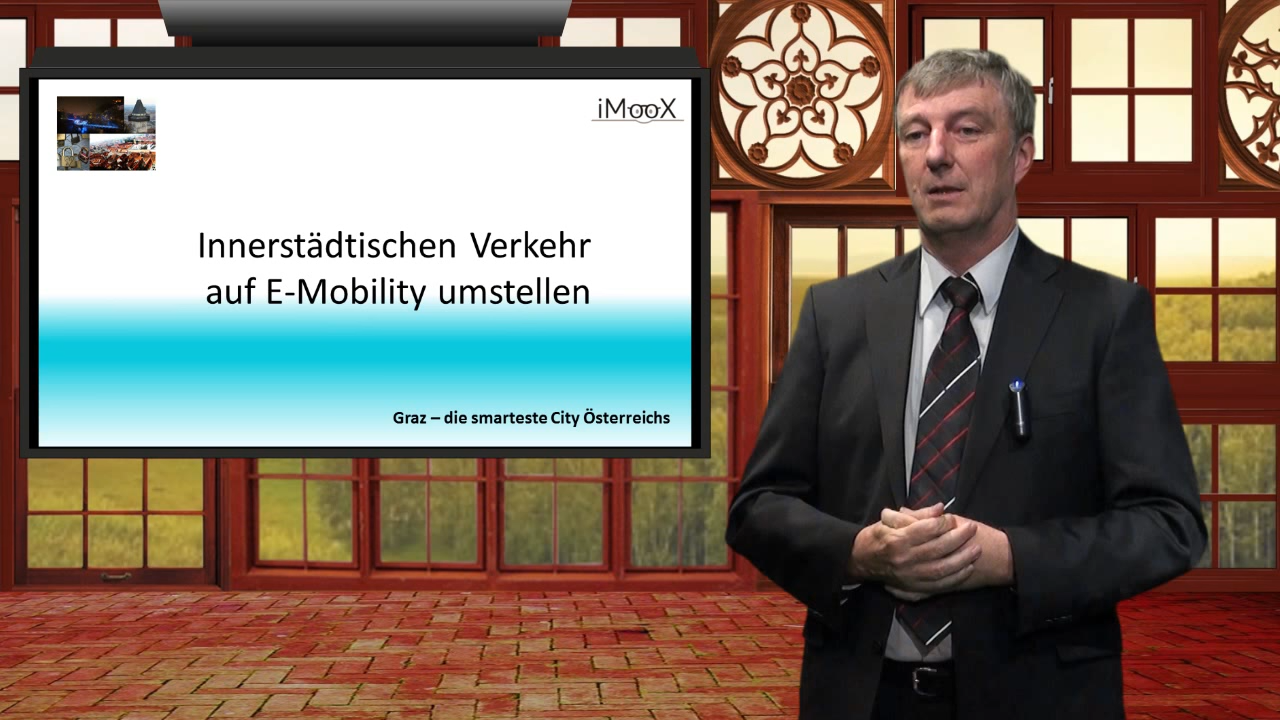 iMooX
Innerstädtischen Verkehr
auf E-Mobility umstellen
Graz – die smarteste City Österreichs